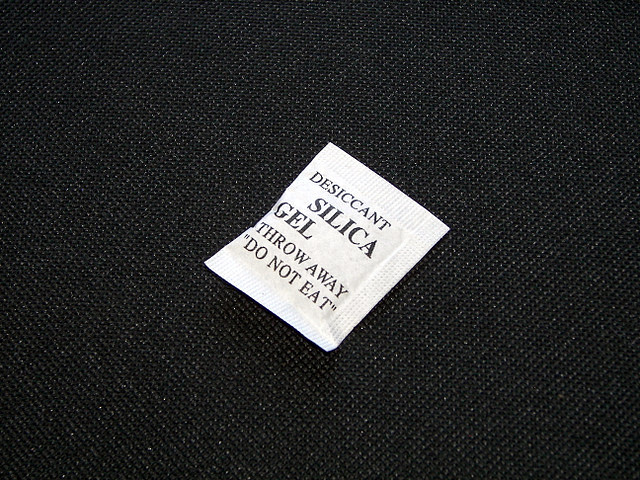 DESICCANT
SILICA
GEL
THROW AWAY
"DO NOT EAT"